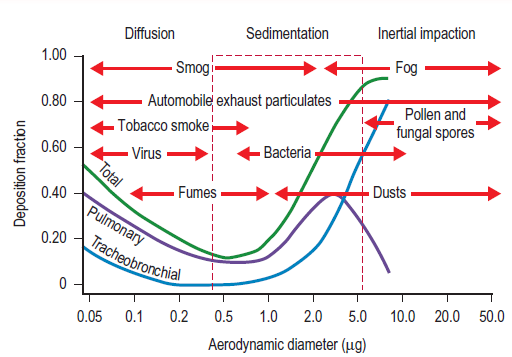 Diffusion Sedimentation Inertial impaction
1.00
Smog Fog
0.80
Automobile exhaust particulates
Tobacco smoke
Pollen and
fungal spores
0.60
Virus Bacteria
Total
0.40
Fumes Dusts
Pulmonary
0.20
Tracheobronchial
0
Deposition fraction
0.05 0.1 0.2 0.5 1.0 2.0 5.0 10.0 20.0 50.0
Aerodynamic diameter (μg)